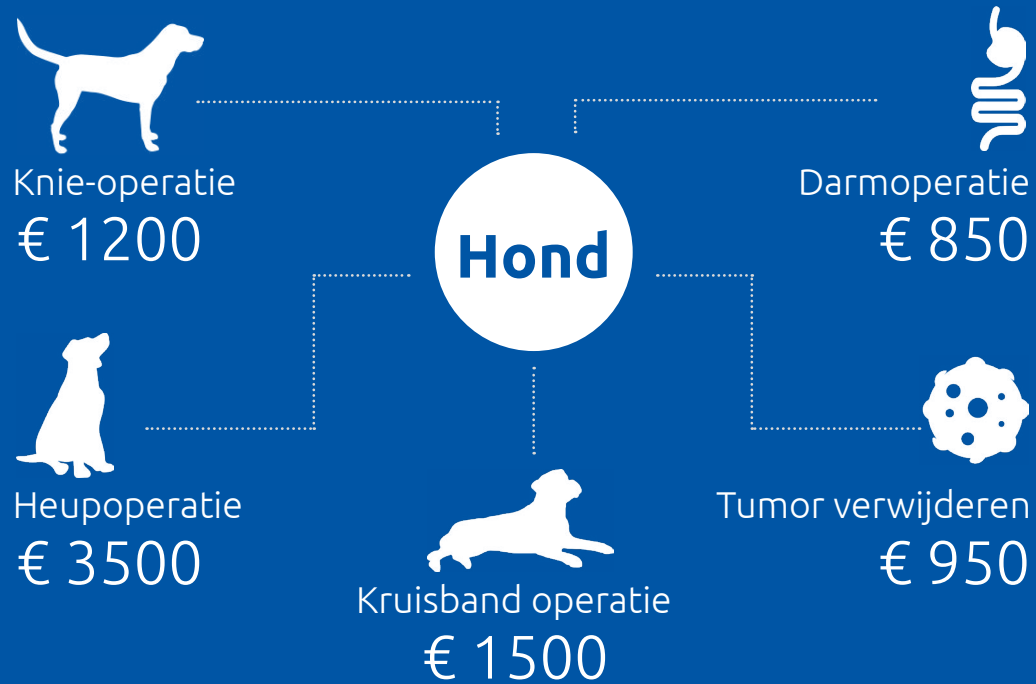 Knie-operatie
€ 1200
Darmoperatie
€ 850
Hond
Heupoperatie
€ 3500
Tumor verwijderen
€ 950
Kruisband operatie
€ 1500